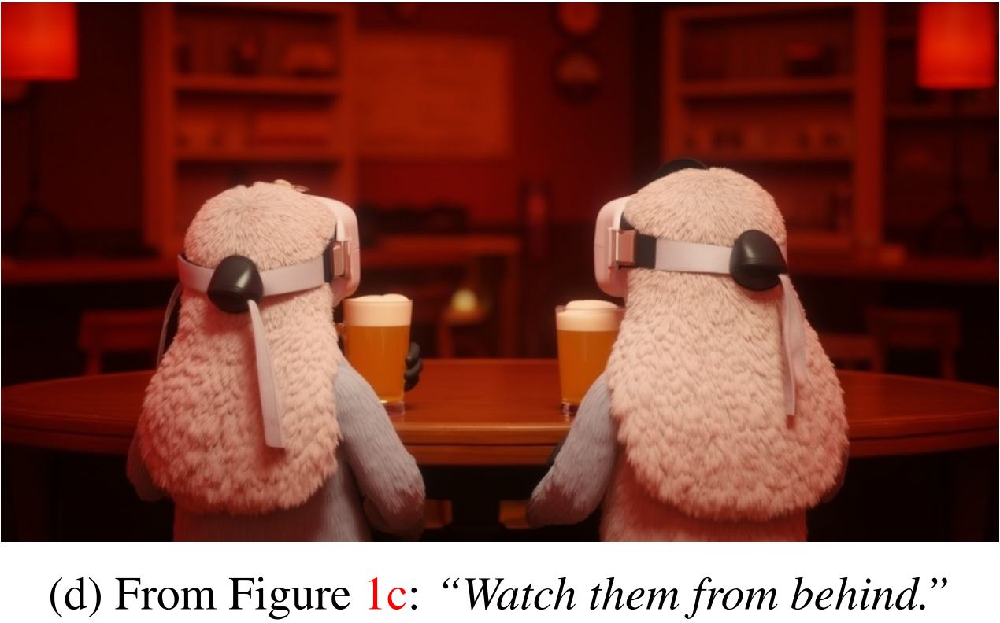 (d) From Figure 1c: “Watch them from behind.”